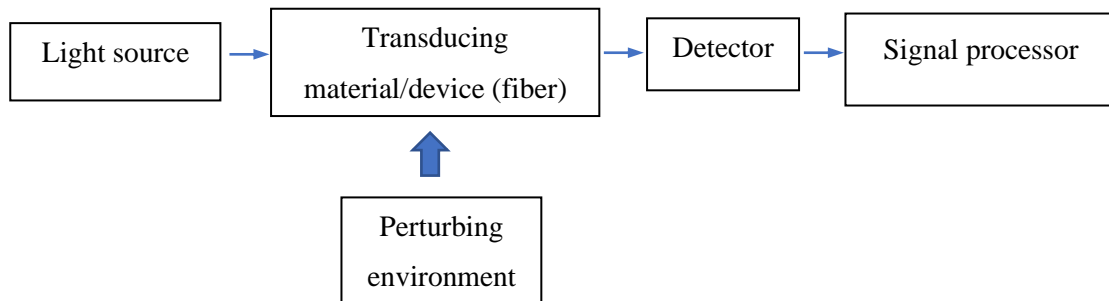 Light source
Transducing
material/device (fiber)
Detector
Signal processor
Perturbing
environment